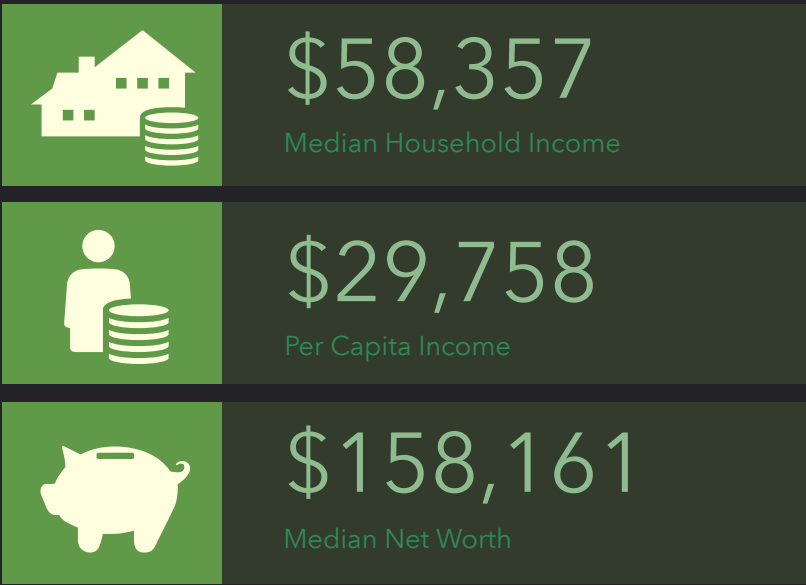 $58,357
Median Household Income
$29,758
Per Capita Income
$158,161
Median Net Worth